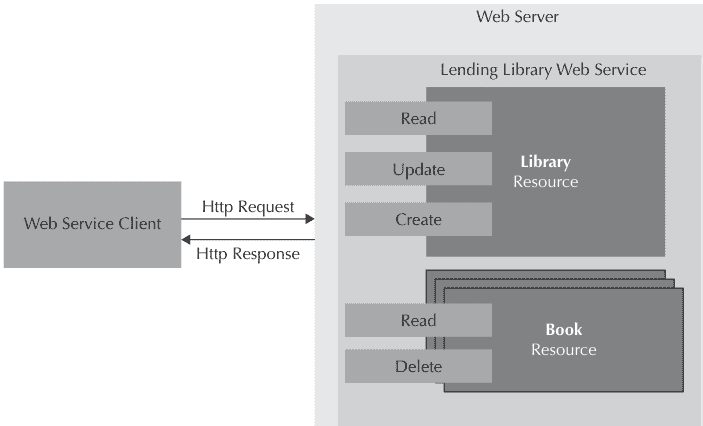 Web Server
Lending Library Web Service
Read
Update
Create
Library
Resource
Web Service Client
Http Request
Http Response
Read
Delete
Book
Resource